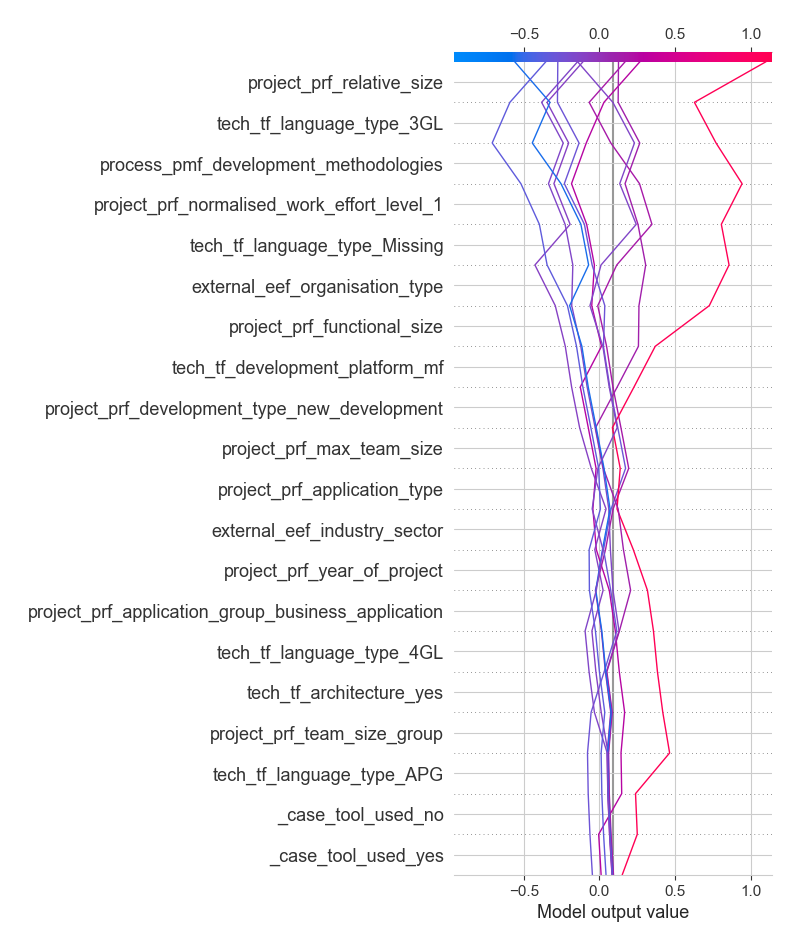 −0.5 0.0 0.5 1.0
project_prf_relative_size
tech_tf_language_type_3GL
process_pmf_development_methodologies
project_prf_normalised_work_effort_level_1
tech_tf_language_type_Missing
external_eef_organisation_type
project_prf_functional_size
tech_tf_development_platform_mf
project_prf_development_type_new_development
project_prf_max_team_size
project_prf_application_type
external_eef_industry_sector
project_prf_year_of_project
project_prf_application_group_business_application
tech_tf_language_type_4GL
tech_tf_architecture_yes
project_prf_team_size_group
tech_tf_language_type_APG
_case_tool_used_no
_case_tool_used_yes
−0.5 0.0 0.5 1.0
Model output value